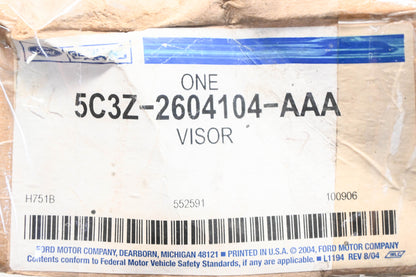 ONE
5C3Z-2604104-AAA
VISOR
H751B 552591 100906
FORD MOTOR COMPANY, DEARBORN, MICHIGAN 48121 ■ PRINTED IN U.S.A. © 2004, FORD MOTOR COMPANY
Contents conform to Federal Motor Vehicle Safety Standards, if any are applicable. ■ L1194 REV 8/04